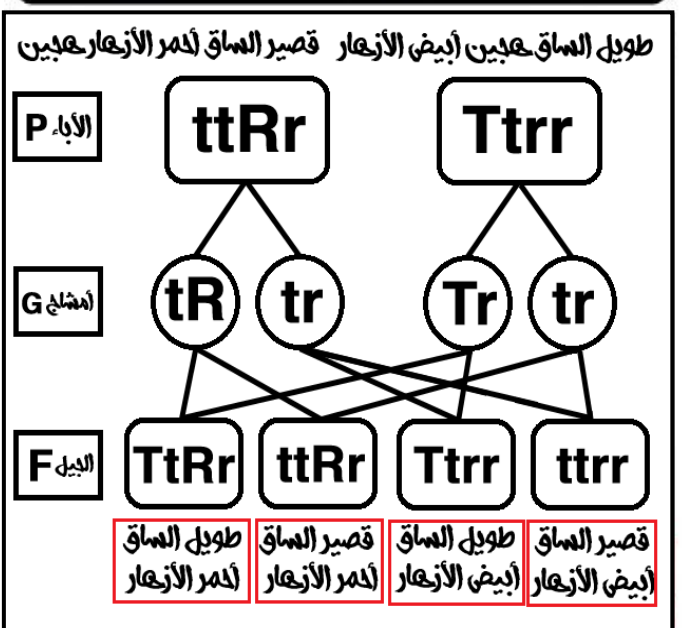 طويل الساق هجين أبيض الأزهار قصير الساق أحمر الأزهار هجين
P الأباء
ttRr
Ttrr
G أمشاج
tR
tr
Tr
tr
F الجيل
TtRr
ttRr
Ttrr
ttrr
طويل الساق
أحمر الأزهار
قصير الساق
أحمر الأزهار
طويل الساق
أبيض الأزهار
قصير الساق
أبيض الأزهار